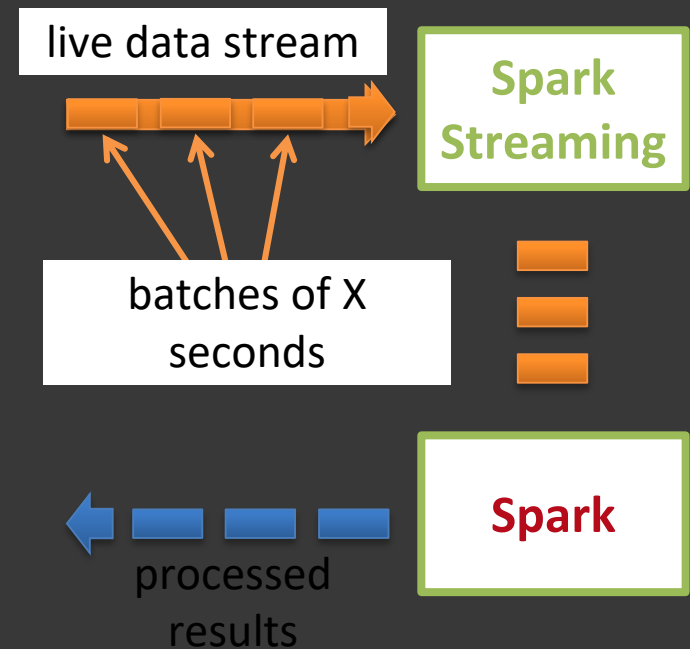 live data stream
Spark
Streaming
batches of X
seconds
Spark
processed
results